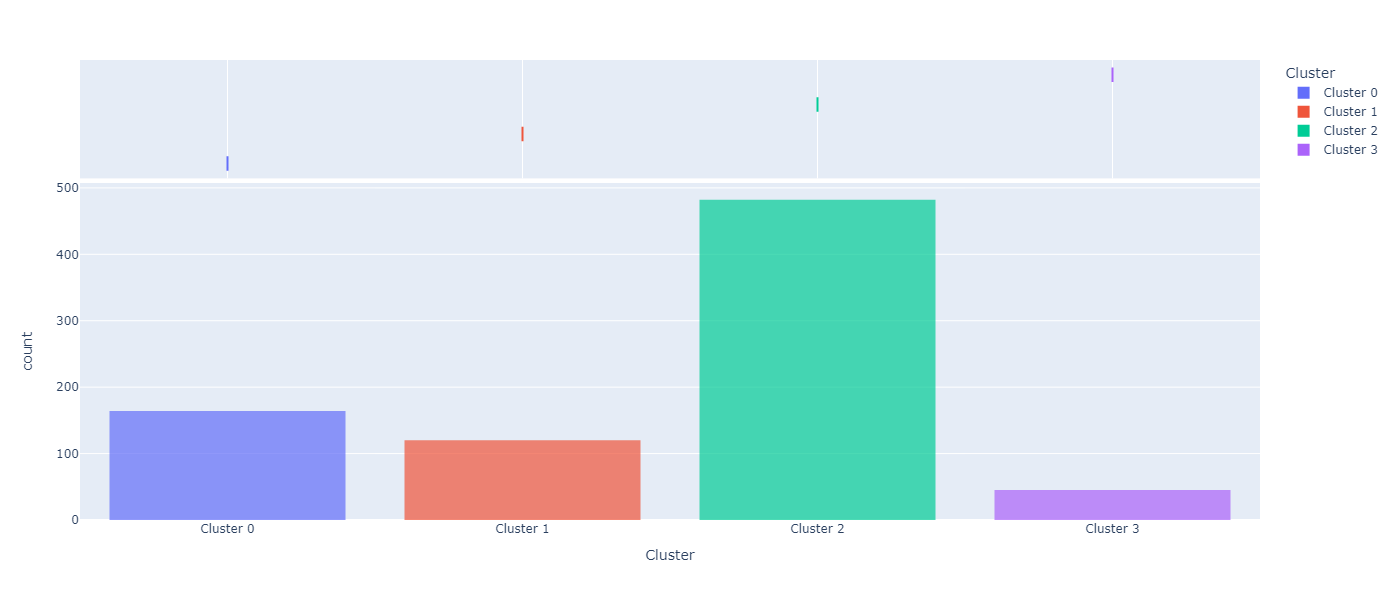 Cluster
Cluster 0
Cluster 1
Cluster 2
Cluster 3
500
400
300
200
100
0
count
Cluster 0
Cluster 1
Cluster 2
Cluster 3
Cluster